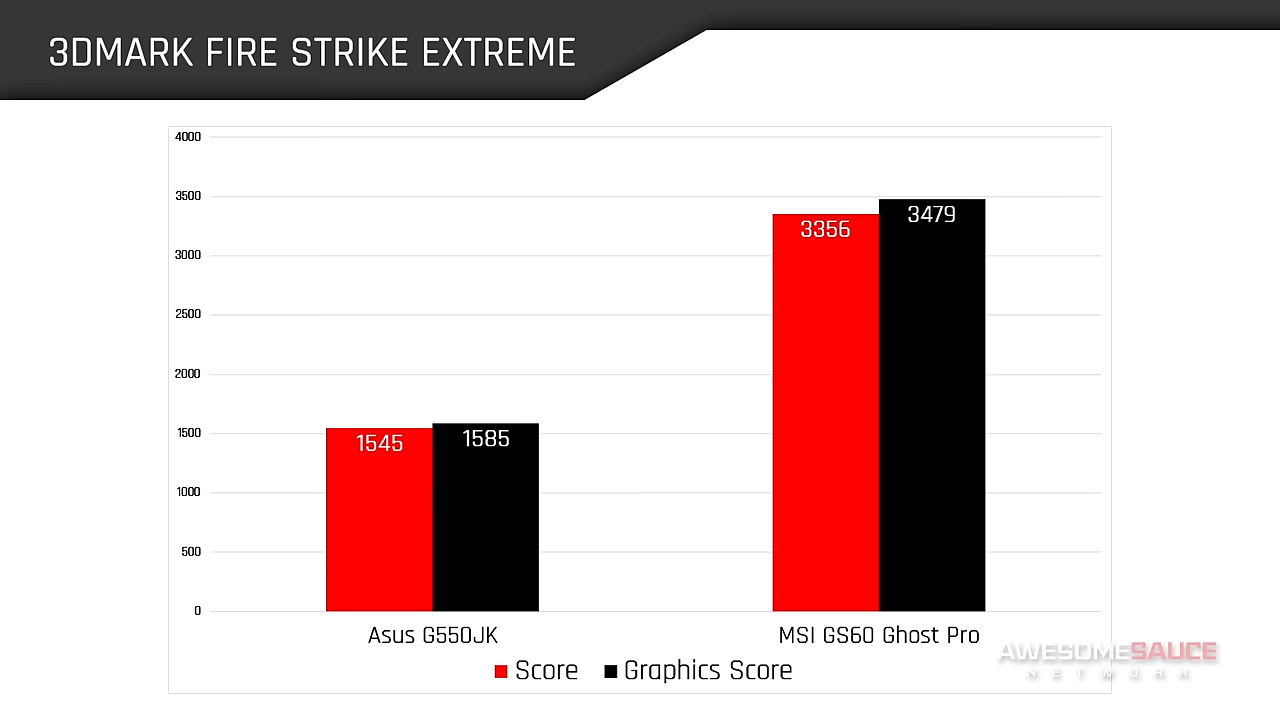 3DMARK FIRE STRIKE EXTREME
4000
3500
3000
2500
2000
1500
1000
500
0
1545
1585
3356
3479
Asus G550JK
MSI GS60 Ghost Pro
Score
Graphics Score
AWESOMESAUCE
NETWORK